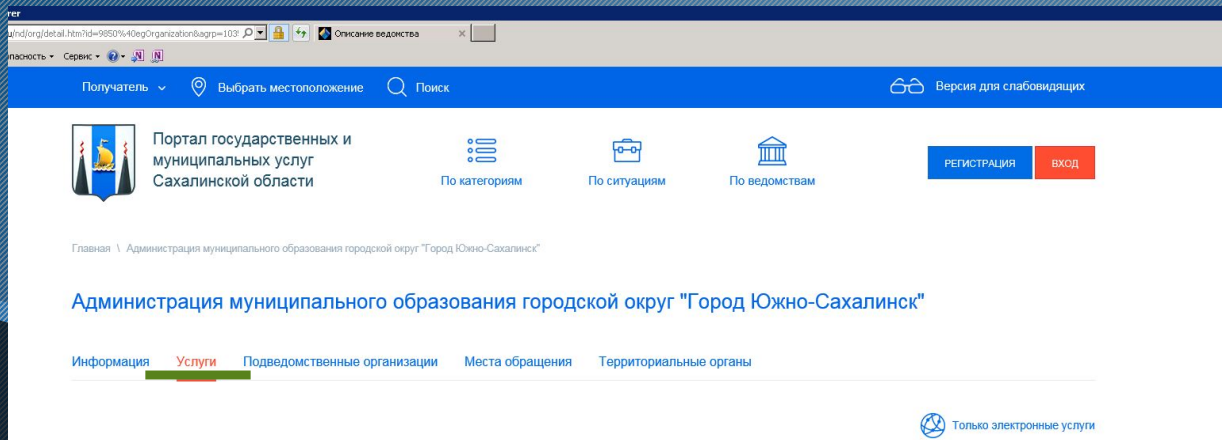 rer
u/nd/org/detail.htm?id=9850%40egOrganization&agrp=103
Описание ведомства
пасность Сервис
Получатель Выбрать местоположение Поиск Версия для слабовидящих
Портал государственных и
муниципальных услуг
Сахалинской области
По категориям По ситуациям По ведомствам
РЕГИСТРАЦИЯ ВХОД
Главная \ Администрация муниципального образования городской округ "Город Южно-Сахалинск"
Администрация муниципального образования городской округ "Город Южно-Сахалинск"
Информация Услуги Подведомственные организации Места обращения Территориальные органы
Только электронные услуги